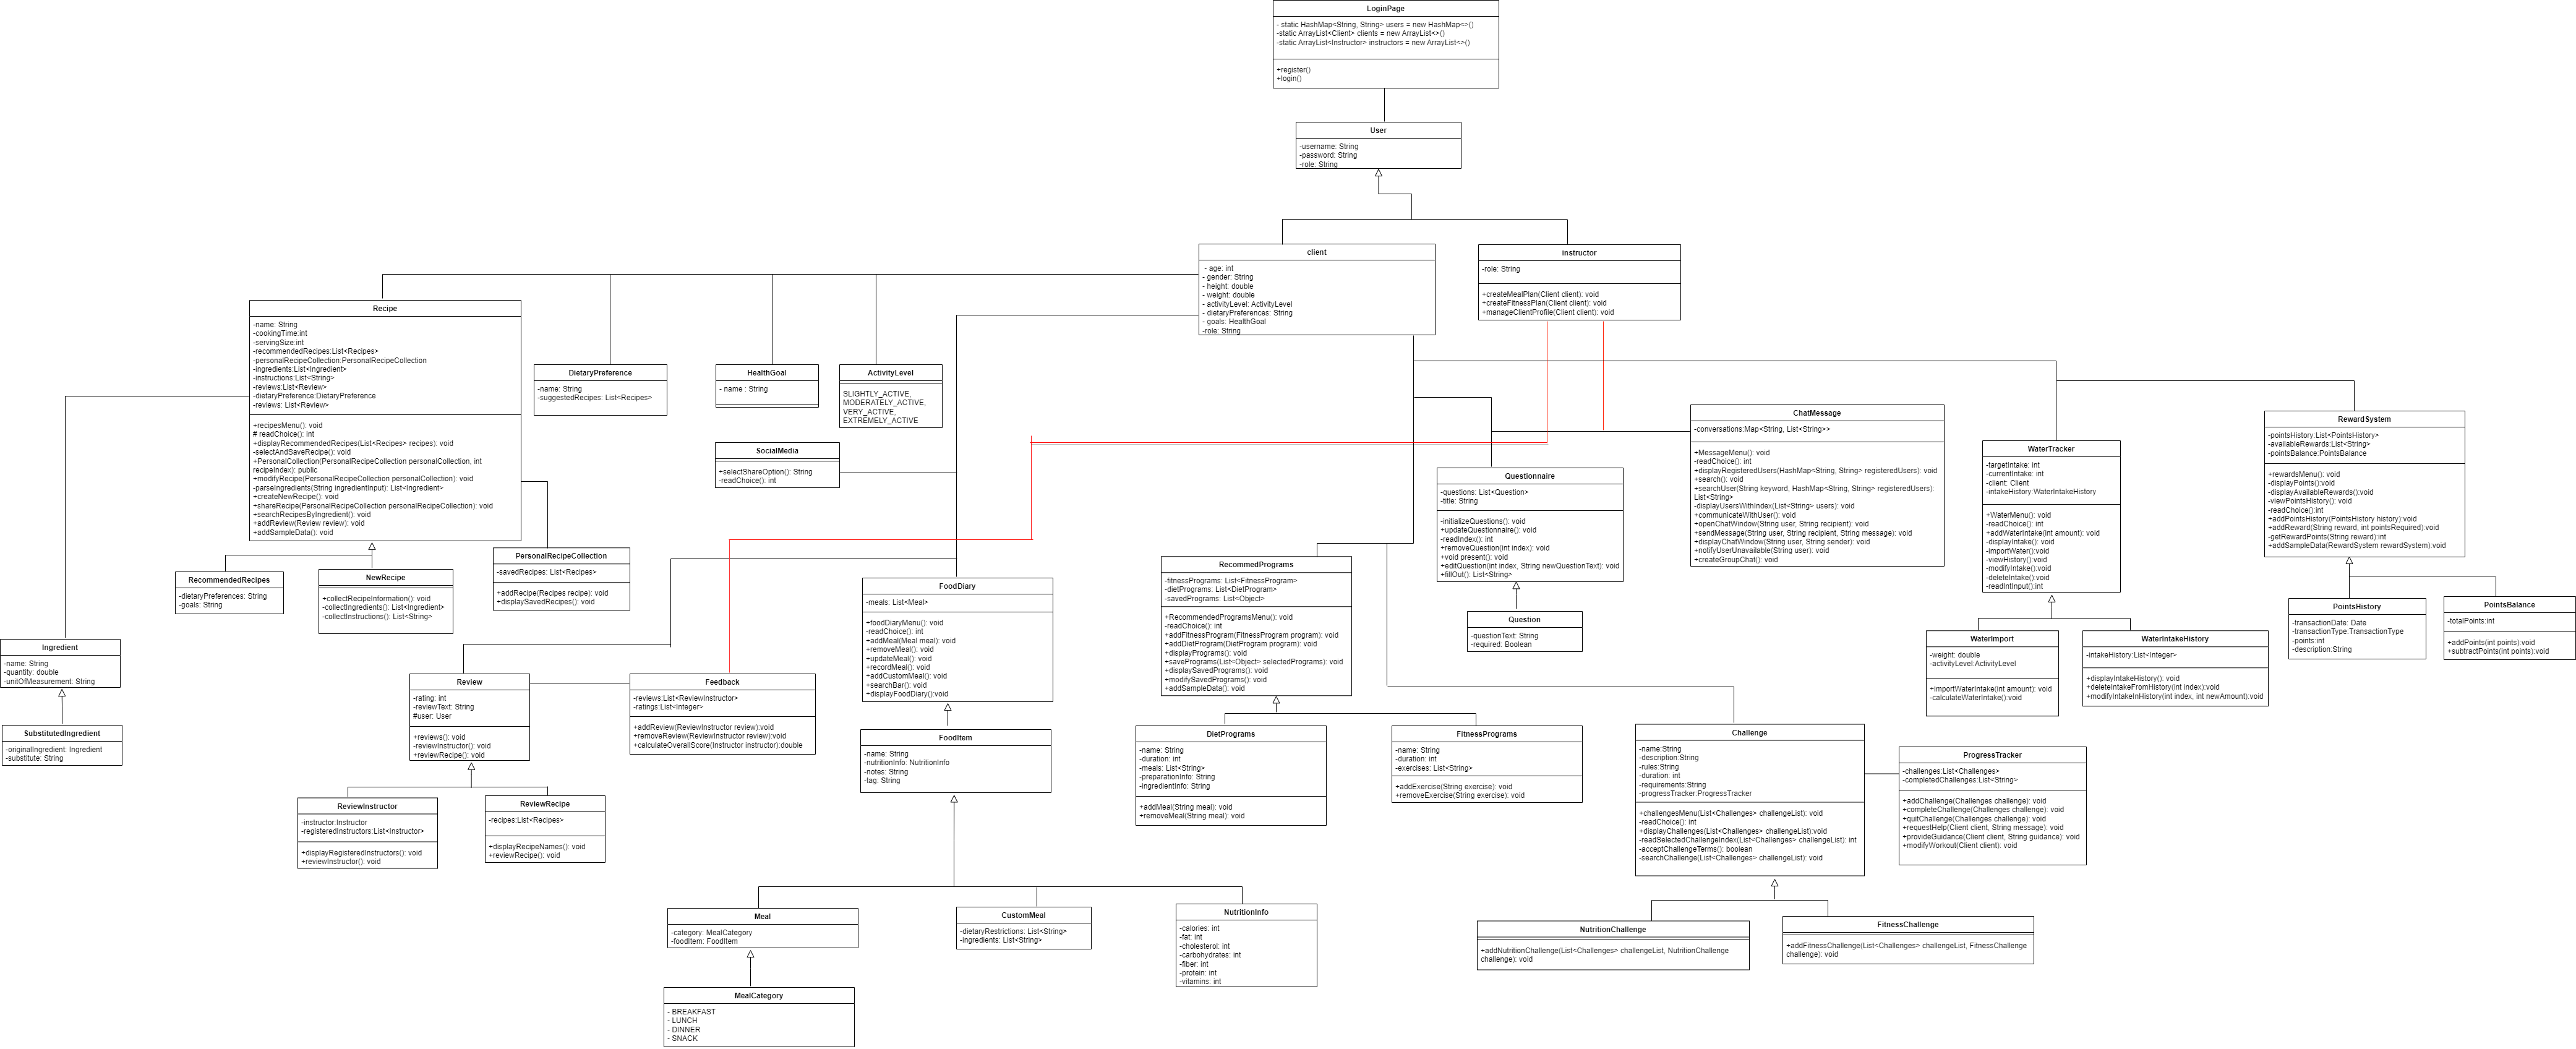 LoginPage
- static HashMap<String, String> users = new HashMap<>()
-static ArrayList<Client> clients = new ArrayList<>()
-static ArrayList<Instructor> instructors = new ArrayList<>()
+register()
+login()
User
-username: String
-password: String
-role: String
client
- age: int
- gender: String
- height: double
- weight: double
- activityLevel: ActivityLevel
- dietaryPreferences: String
- goals: HealthGoal
-role: String
instructor
-role: String
+createMealPlan(Client client): void
+createFitnessPlan(Client client): void
+manageClientProfile(Client client): void
Recipe
-name: String
-cookingTime:int
-servingSize:int
-recommendedRecipes:List<Recipes>
-personalRecipeCollection:PersonalRecipeCollection
-ingredients:List<Ingredient>
-instructions:List<String>
-reviews:List<Review>
-dietaryPreference:DietaryPreference
-reviews: List<Review>
+recipesMenu(): void
# readChoice(): int
+displayRecommendedRecipes(List<Recipes> recipes): void
-selectAndSaveRecipe(): void
+PersonalCollection(PersonalRecipeCollection personalCollection, int
recipeIndex): public
+modifyRecipe(PersonalRecipeCollection personalCollection): void
-parseIngredients(String ingredientInput): List<Ingredient>
+createNewRecipe(): void
+shareRecipe(PersonalRecipeCollection personalRecipeCollection): void
+searchRecipesByIngredient(): void
+addReview(Review review): void
+addSampleData(): void
DietaryPreference
-name: String
-suggestedRecipes: List<Recipes>
HealthGoal
- name : String
ActivityLevel
SLIGHTLY_ACTIVE,
MODERATELY_ACTIVE,
VERY_ACTIVE,
EXTREMELY_ACTIVE
SocialMedia
+selectShareOption(): String
-readChoice(): int
ChatMessage
-conversations:Map<String, List<String>>
+MessageMenu(): void
-readChoice(): int
+displayRegisteredUsers(HashMap<String, String> registeredUsers): void
+search(): void
+searchUser(String keyword, HashMap<String, String> registeredUsers):
List<String>
-displayUsersWithIndex(List<String> users): void
+communicateWithUser(): void
+openChatWindow(String user, String recipient): void
+sendMessage(String user, String recipient, String message): void
+displayChatWindow(String user, String sender): void
+notifyUserUnavailable(String user): void
+createGroupChat(): void
Questionnaire
-questions: List<Question>
-title: String
-initializeQuestions(): void
+updateQuestionnaire(): void
-readIndex(): int
+removeQuestion(int index): void
+void present(): void
+editQuestion(int index, String newQuestionText): void
+fillOut(): List<String>
Question
-questionText: String
-required: Boolean
WaterTracker
-targetIntake: int
-currentIntake: int
-client: Client
-intakeHistory:WaterIntakeHistory
+WaterMenu(): void
-readChoice(): int
+addWaterIntake(int amount): void
-displayIntake(): void
-importWater():void
-viewHistory():void
-modifyIntake():void
-deleteIntake():void
-readIntInput():int
RewardSystem
-pointsHistory:List<PointsHistory>
-availableRewards:List<String>
-pointsBalance:PointsBalance
+rewardsMenu(): void
-displayPoints():void
-displayAvailableRewards():void
-viewPointsHistory(): void
-readChoice():int
+addPointsHistory(PointsHistory history):void
+addReward(String reward, int pointsRequired):void
-getRewardPoints(String reward):int
+addSampleData(RewardSystem rewardSystem):void
RecommendedRecipes
-dietaryPreferences: String
-goals: String
NewRecipe
+collectRecipeInformation(): void
-collectIngredients(): List<Ingredient>
-collectInstructions(): List<String>
PersonalRecipeCollection
-savedRecipes: List<Recipes>
+addRecipe(Recipes recipe): void
+displaySavedRecipes(): void
FoodDiary
-meals: List<Meal>
+foodDiaryMenu(): void
-readChoice(): int
+addMeal(Meal meal): void
+removeMeal(): void
+updateMeal(): void
+recordMeal(): void
+addCustomMeal(): void
+searchBar(): void
+displayFoodDiary():void
RecommedPrograms
-fitnessPrograms: List<FitnessProgram>
-dietPrograms: List<DietProgram>
-savedPrograms: List<Object>
+RecommendedProgramsMenu(): void
-readChoice(): int
+addFitnessProgram(FitnessProgram program): void
+addDietProgram(DietProgram program): void
+displayPrograms(): void
+savePrograms(List<Object> selectedPrograms): void
+displaySavedPrograms(): void
+modifySavedPrograms(): void
+addSampleData(): void
PointsHistory
-transactionDate: Date
-transactionType:TransactionType
-points:int
-description:String
PointsBalance
-totalPoints:int
+addPoints(int points):void
+subtractPoints(int points):void
WaterImport
-weight: double
-activityLevel:ActivityLevel
+importWaterIntake(int amount): void
-calculateWaterIntake():void
WaterIntakeHistory
-intakeHistory:List<Integer>
+displayIntakeHistory(): void
+deleteIntakeFromHistory(int index):void
+modifyIntakeInHistory(int index, int newAmount):void
Ingredient
-name: String
-quantity: double
-unitOfMeasurement: String
SubstitutedIngredient
-originalIngredient: Ingredient
-substitute: String
Review
-rating: int
-reviewText: String
#user: User
+reviews(): void
-reviewInstructor(): void
+reviewRecipe(): void
Feedback
-reviews:List<ReviewInstructor>
-ratings:List<Integer>
+addReview(ReviewInstructor review):void
+removeReview(ReviewInstructor review):void
+calculateOverallScore(Instructor instructor):double
FoodItem
-name: String
-nutritionInfo: NutritionInfo
-notes: String
-tag: String
DietPrograms
-name: String
-duration: int
-meals: List<String>
-preparationInfo: String
-ingredientInfo: String
+addMeal(String meal): void
+removeMeal(String meal): void
FitnessPrograms
-name: String
-duration: int
-exercises: List<String>
+addExercise(String exercise): void
+removeExercise(String exercise): void
Challenge
-name:String
-description:String
-rules:String
-duration: int
-requirements:String
-progressTracker:ProgressTracker
+challengesMenu(List<Challenges> challengeList): void
-readChoice(): int
+displayChallenges(List<Challenges> challengeList):void
-readSelectedChallengeIndex(List<Challenges> challengeList): int
-acceptChallengeTerms(): boolean
-searchChallenge(List<Challenges> challengeList): void
ProgressTracker
-challenges:List<Challenges>
-completedChallenges:List<String>
+addChallenge(Challenges challenge): void
+completeChallenge(Challenges challenge): void
+quitChallenge(Challenges challenge): void
+requestHelp(Client client, String message): void
+provideGuidance(Client client, String guidance): void
+modifyWorkout(Client client): void
ReviewInstructor
-instructor:Instructor
-registeredInstructors:List<Instructor>
+displayRegisteredInstructors(): void
+reviewInstructor(): void
ReviewRecipe
-recipes:List<Recipes>
+displayRecipeNames(): void
+reviewRecipe(): void
Meal
-category: MealCategory
-foodItem: FoodItem
CustomMeal
-dietaryRestrictions: List<String>
-ingredients: List<String>
NutritionInfo
-calories: int
-fat: int
-cholesterol: int
-carbohydrates: int
-fiber: int
-protein: int
-vitamins: int
NutritionChallenge
+addNutritionChallenge(List<Challenges> challengeList, NutritionChallenge
challenge): void
FitnessChallenge
+addFitnessChallenge(List<Challenges> challengeList, FitnessChallenge
challenge): void
MealCategory
- BREAKFAST
- LUNCH
- DINNER
- SNACK